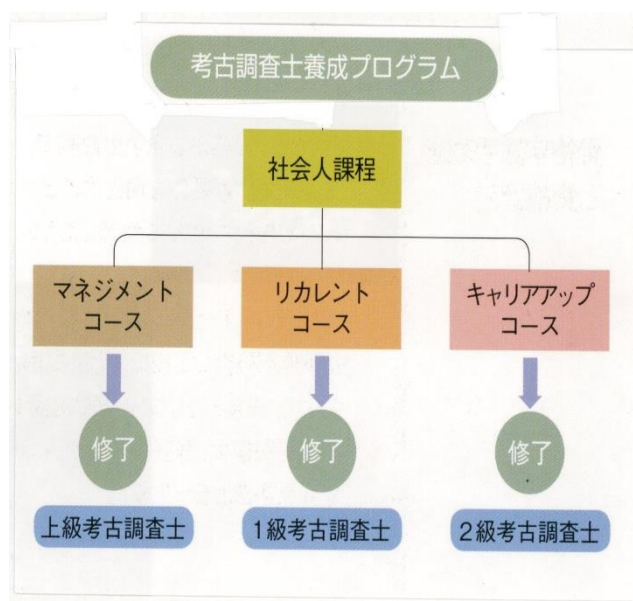 考古調査士養成プログラム
社会人課程
マネジメント
コース
リカレント
コース
キャリアアップ
コース
修了
修了
修了
上級考古調査士
1級考古調査士
2級考古調査士